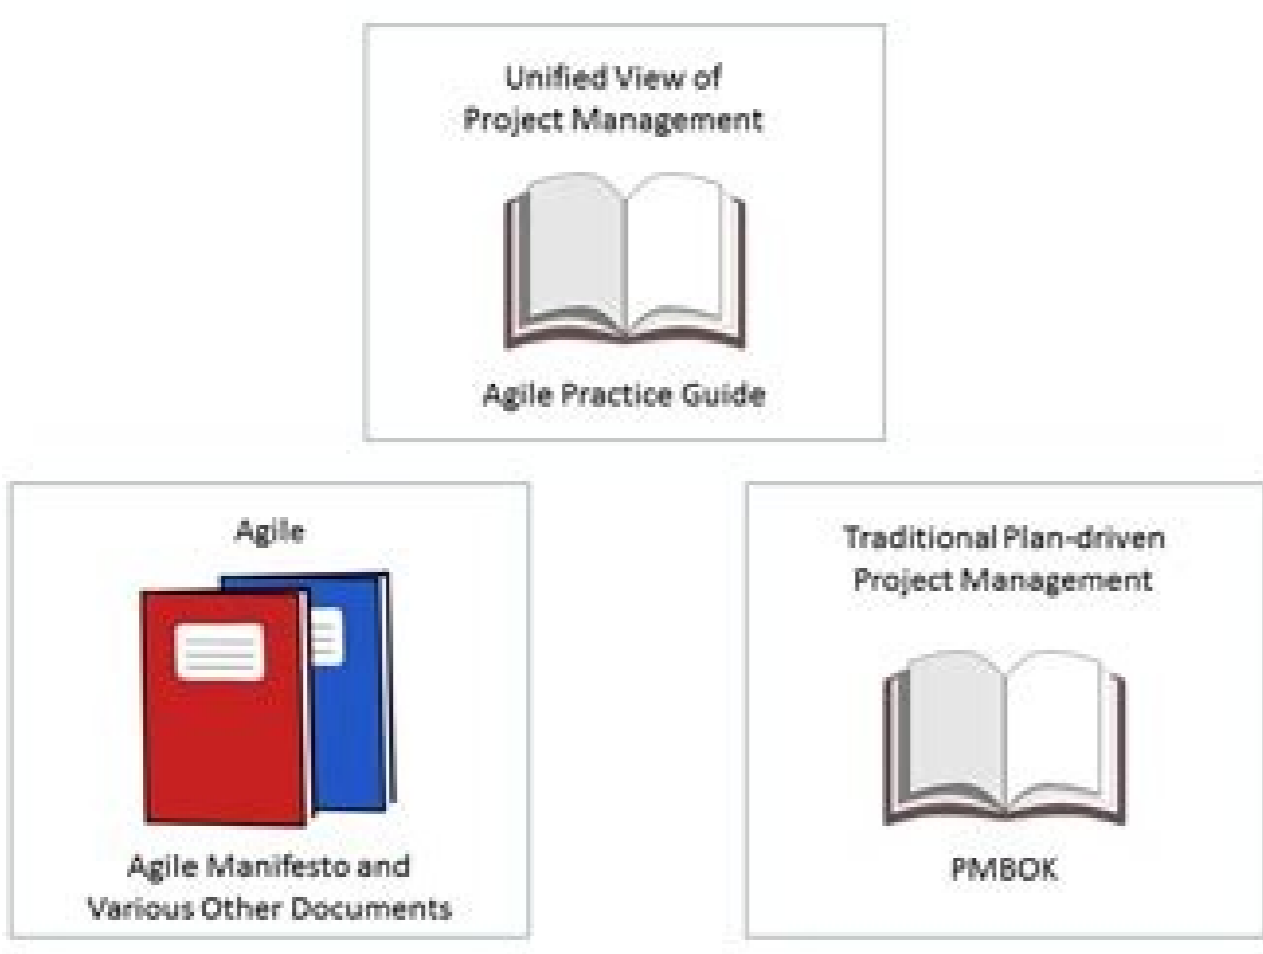 Unified View of
Project Management
Agile Practice Guide
Agile
Agile Manifesto and
Various Other Documents
Traditional Plan-driven
Project Management
PMBOK